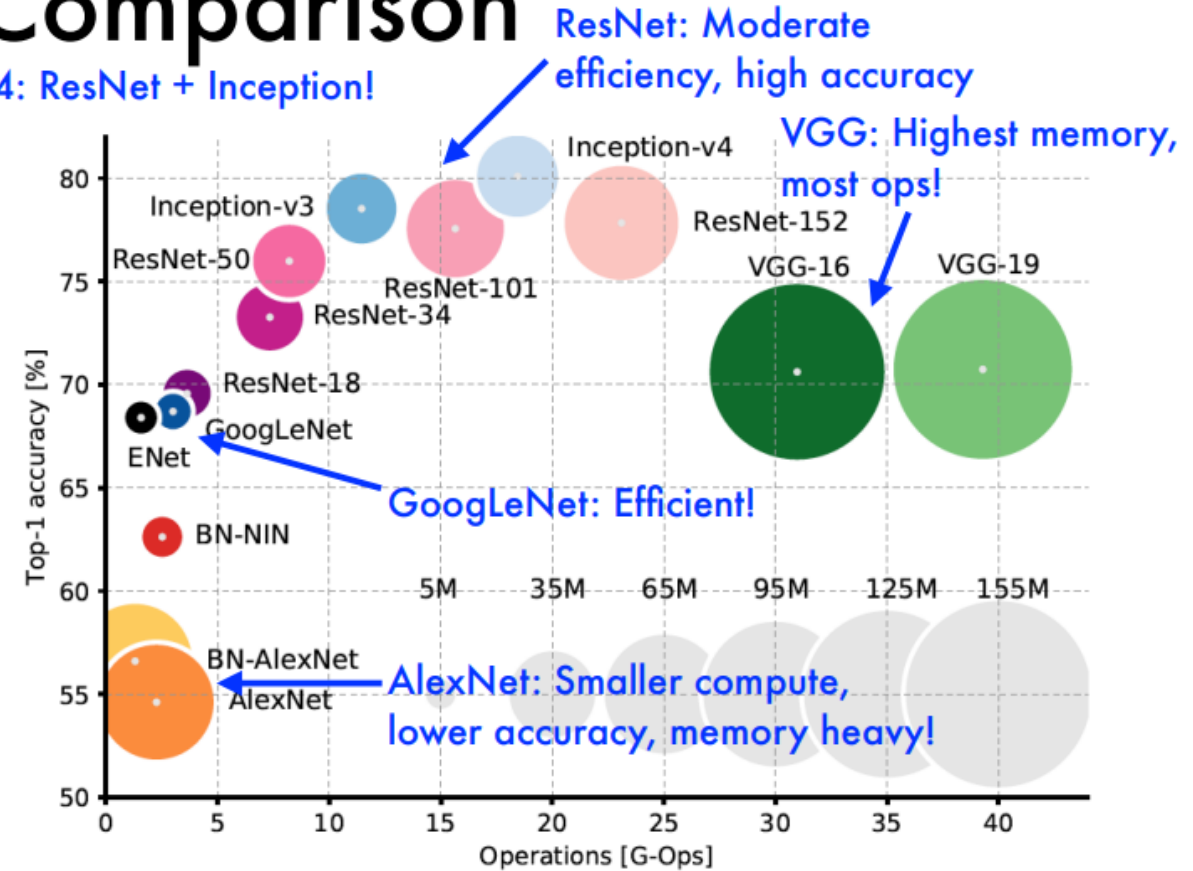 Comparison
ResNet: Moderate
efficiency, high accuracy
4: ResNet + Inception!
VGG: Highest memory,
most ops!
Inception-v4
80
Inception-v3
ResNet-152
ResNet-50
VGG-16
VGG-19
75
ResNet-101
ResNet-34
70
ResNet-18
GoogLeNet
ENet
65
GoogLeNet: Efficient!
BN-NIN
60
5M 35M 65M 95M 125M 155M
BN-AlexNet
AlexNet: Smaller compute,
55
AlexNet
lower accuracy, memory heavy!
50
0 5 10 15 20 25 30 35 40
Operations [G-Ops]
Top-1 accuracy [%]